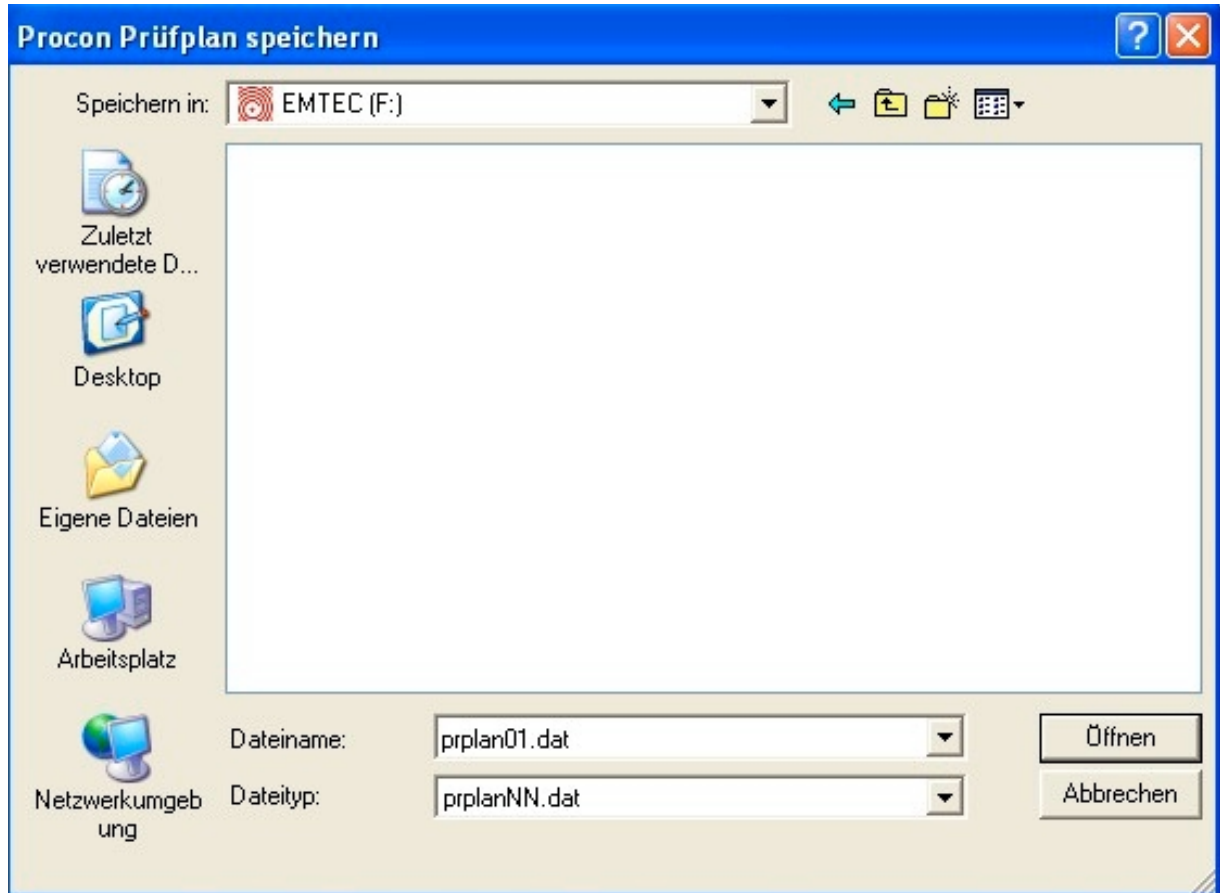 Procon Prüfplan speichern
?
Speichern in:
EMTEC (F:)
Zuletzt
verwendete D...
Desktop
Eigene Dateien
Arbeitsplatz
Netzwerkumgeb
ung
Dateiname:
prplan01.dat
Öffnen
Dateityp:
prplanNN.dat
Abbrechen